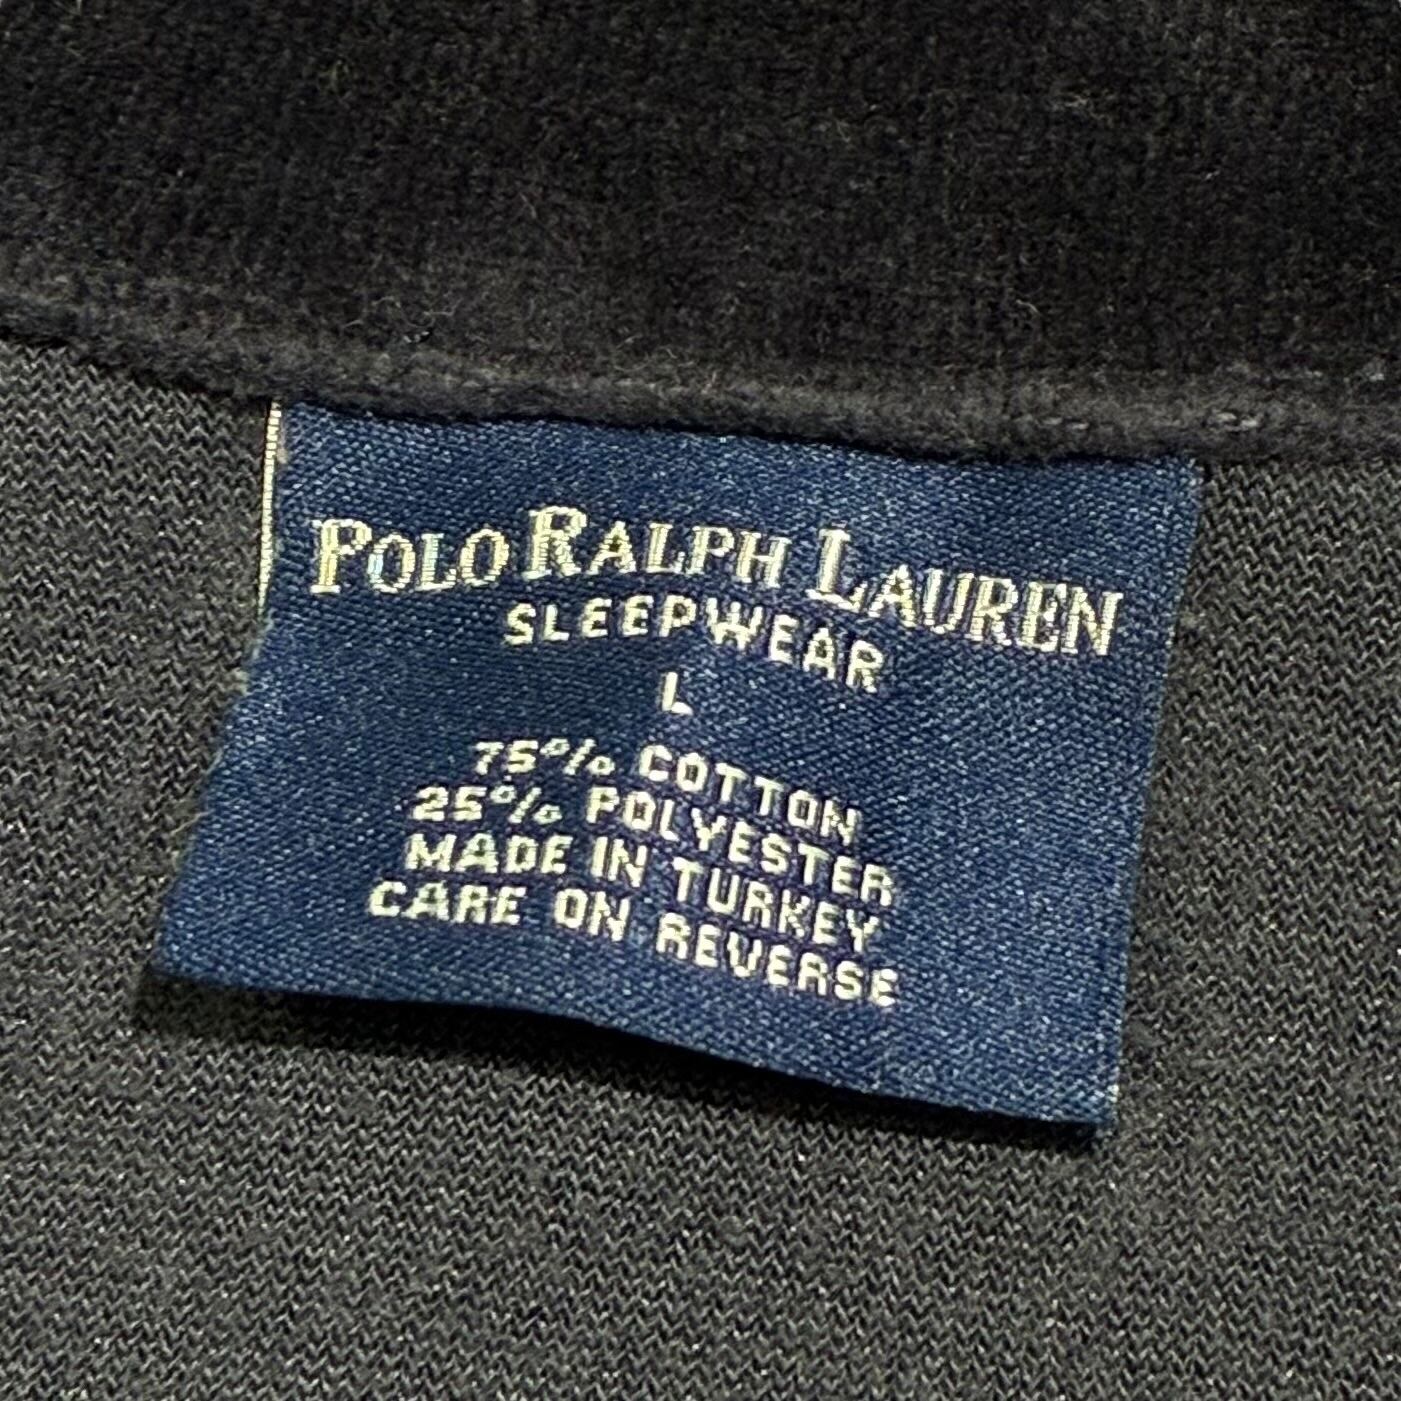 POLO RALPH LAUREN
SLEEPWEAR
L
75% COTTON
25% POLYESTER
MADE IN TURKEY
CARE ON REVERSE